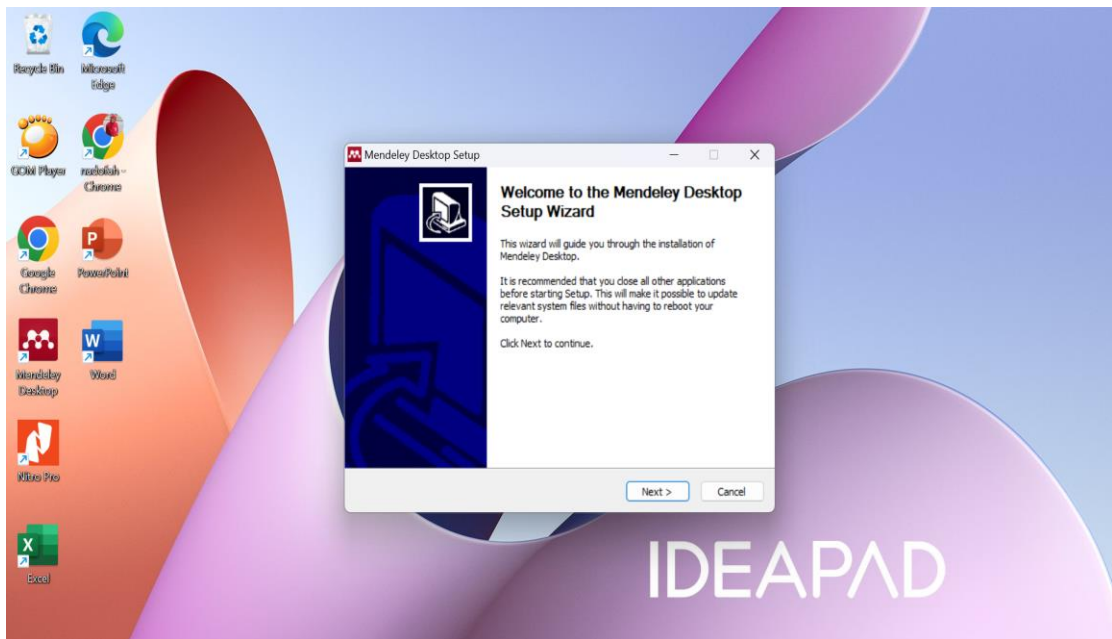 Recycle Bin
Microsoft
Edge
GOM Player
Chrome
Google
Chrome
PowerPoint
Mendeley
Desktop
Word
Nitro Pro
Excel
Mendeley Desktop Setup
Welcome to the Mendeley Desktop
Setup Wizard
This wizard will guide you through the installation of
Mendeley Desktop.
It is recommended that you close all other applications
before starting Setup. This will make it possible to update
relevant system files without having to reboot your
computer.
Click Next to continue.
Next >
Cancel
IDEAPAD